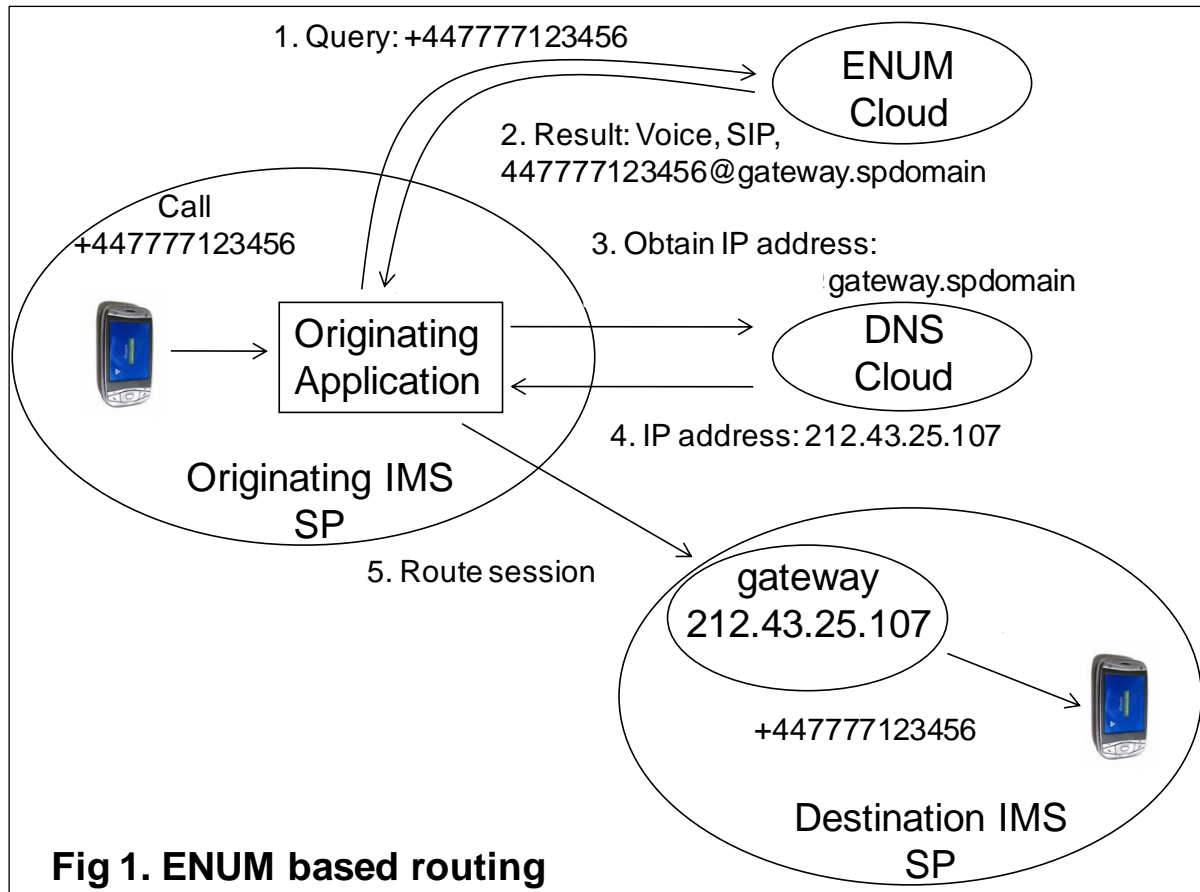 1. Query: +447777123456
ENUM
Cloud
2. Result: Voice, SIP,
447777123456@gateway.spdomain
Call
+447777123456
3. Obtain IP address:
gateway.spdomain
Originating
Application
DNS
Cloud
4. IP address: 212.43.25.107
Originating IMS
SP
5. Route session
gateway
212.43.25.107
+447777123456
Destination IMS
SP
Fig 1. ENUM based routing